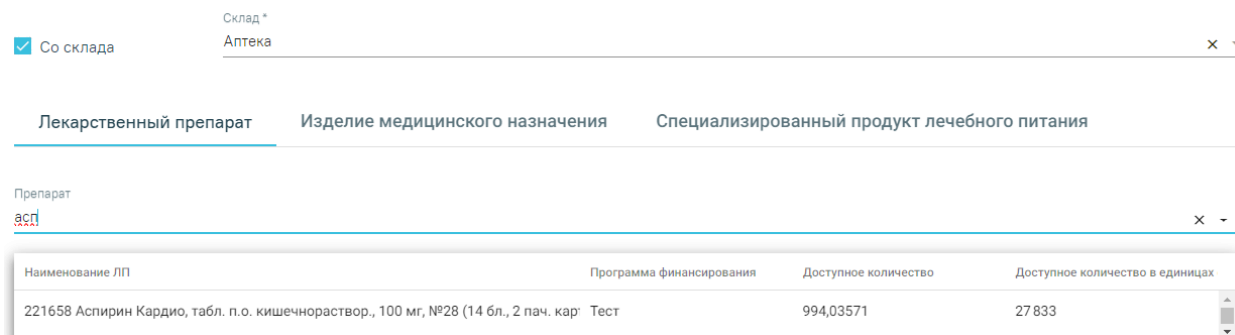 Склад *
Со склада
Аптека
Лекарственный препарат Изделие медицинского назначения Специализированный продукт лечебного питания
Препарат
асп
Наименование ЛП Программа финансирования Доступное количество Доступное количество в единицах
221658 Аспирин Кардио, табл. п.о. кишечнораствор., 100 мг, №28 (14 бл., 2 пач. кар Тест 994,03571 27 833